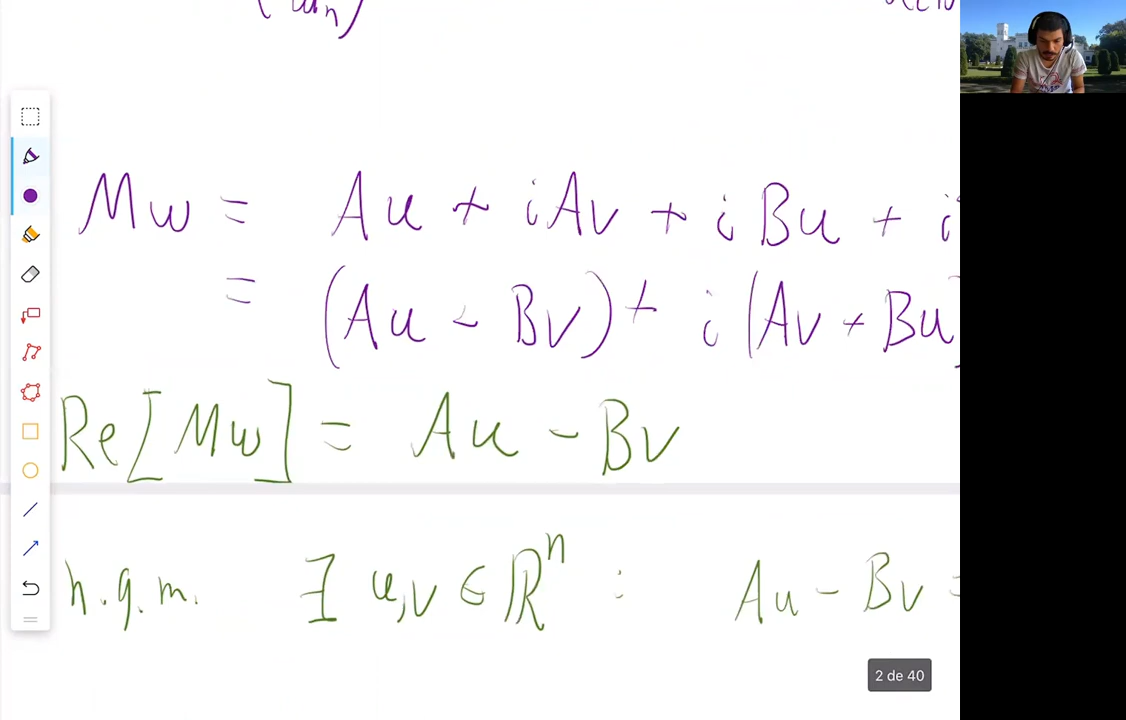 Mw = Au + iAv + iBu + i
= (Au - Bv) + i(Av + Bu
Re[Mw] = Au - Bv
h.q.m. ∃ u,v ∈ ℝⁿ : Au - Bv =
2 de 40